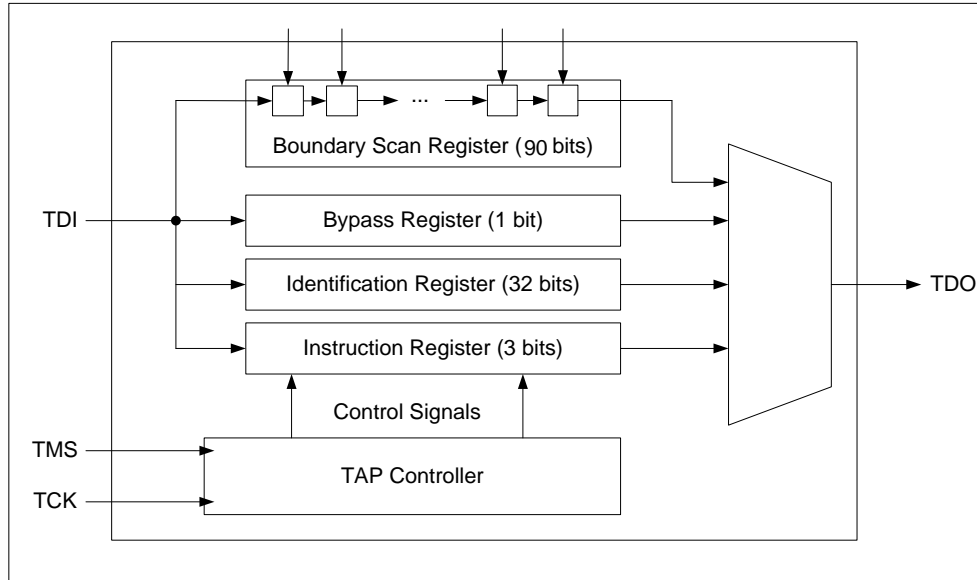 ...
Boundary Scan Register (90 bits)
TDI
Bypass Register (1 bit)
Identification Register (32 bits)
TDO
Instruction Register (3 bits)
Control Signals
TMS
TAP Controller
TCK